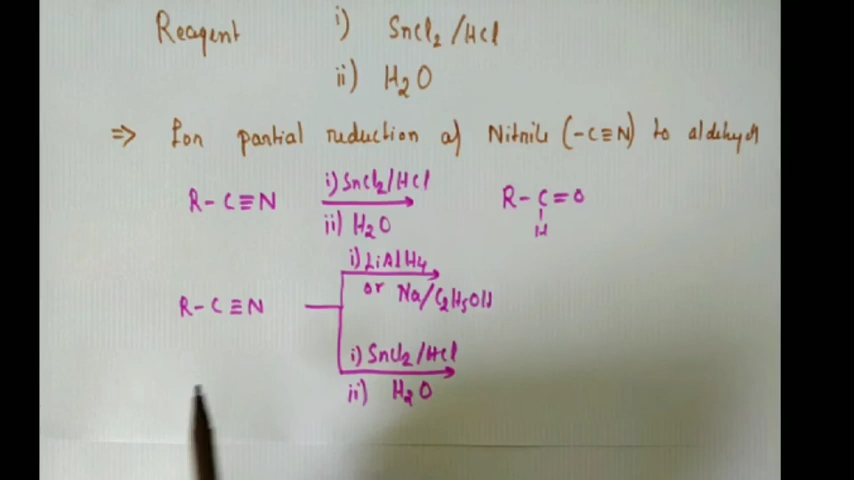 Reagent i) SnCl₂/HCl
ii) H₂O
⇒ For partial reduction of Nitrile (-C≡N) to aldehyde
R-C≡N i) SnCl₂/HCl R-C=O
ii) H₂O H
i) LiAlH₄
R-C≡N or Na/C₂H₅OH
i) SnCl₂/HCl
ii) H₂O